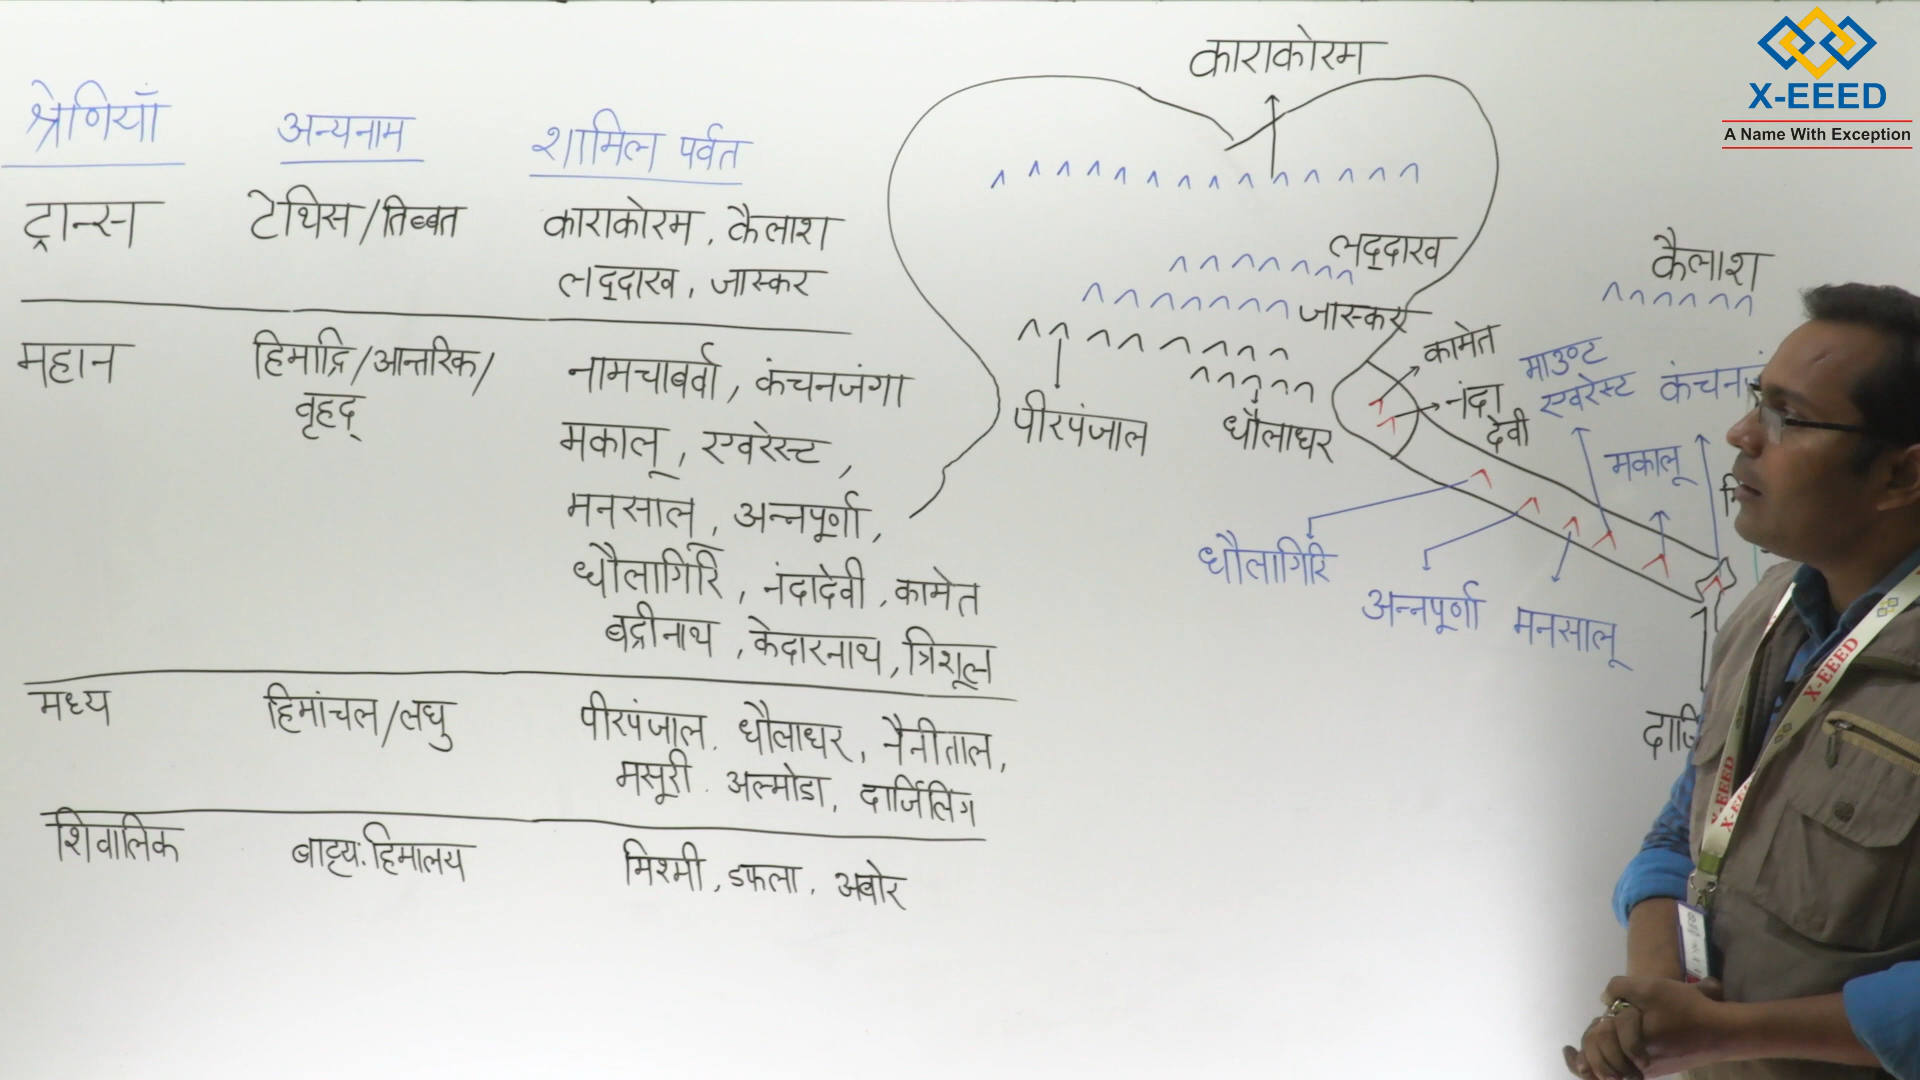 श्रेणियाँ अन्यनाम शामिल पर्वत
ट्रान्स टेथिस/तिब्बत काराकोरम, कैलाश
लद्दाख, जास्कर
महान हिमाद्रि/आन्तरिक/ नामचाबर्वा, कंचनजंगा
वृहद्
मकालू, एवरेस्ट,
मनसालू, अन्नपूर्णा,
धौलागिरि, नंदादेवी, कामेत
बद्रीनाथ, केदारनाथ, त्रिशूल
मध्य हिमांचल/लघु पीरपंजाल. धौलाधर, नैनीताल,
मसूरी. अल्मोडा, दार्जिलिंग
शिवालिक बाह्य:हिमालय मिश्मी, डफला, अबोर
काराकोरम
लद्दाख
कैलाश
जास्कर
कामेत
पीरपंजाल
धौलाधर
नंदा
देवी
माउण्ट
एवरेस्ट
मकालू
धौलागिरि
अन्नपूर्णा
मनसालू
X-EEED
A Name With Exception
X-EEED
X-EEED